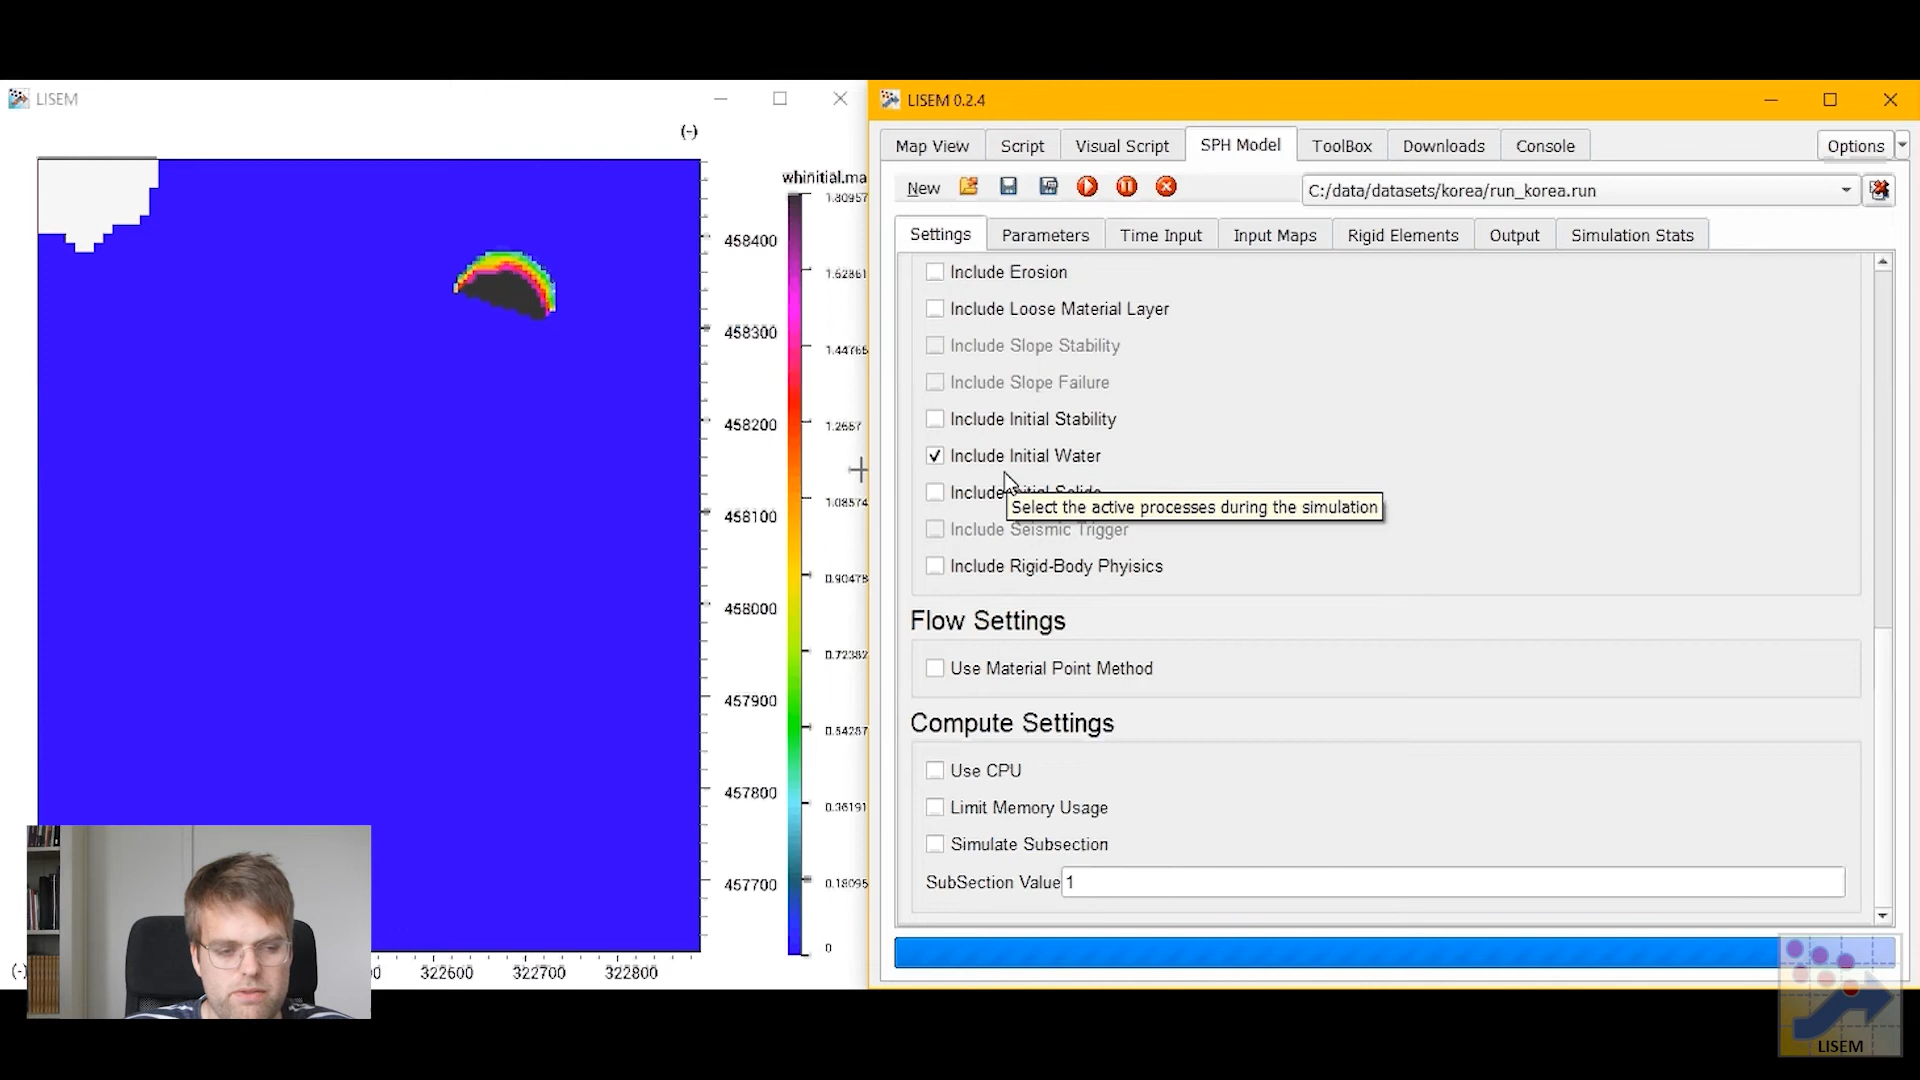 LISEM
(-)
whinitial.ma
1.80957
458400
1.62861
458300
1.44765
458200
1.2667
1.08574
458100
0.90478
458000
0.72382
457900
0.54287
457800
0.36191
457700
0.18095
0
(-)
322600
322700
322800
LISEM 0.2.4
Map View
Script
Visual Script
SPH Model
ToolBox
Downloads
Console
Options
New
C:/data/datasets/korea/run_korea.run
Settings
Parameters
Time Input
Input Maps
Rigid Elements
Output
Simulation Stats
Include Erosion
Include Loose Material Layer
Include Slope Stability
Include Slope Failure
Include Initial Stability
Include Initial Water
Include Initial Solids
Select the active processes during the simulation
Include Seismic Trigger
Include Rigid-Body Phyisics
Flow Settings
Use Material Point Method
Compute Settings
Use CPU
Limit Memory Usage
Simulate Subsection
SubSection Value 1
LISEM